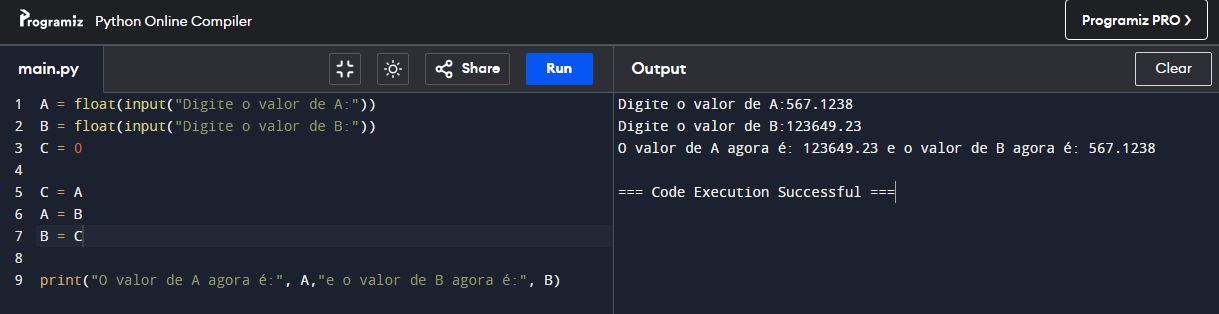 Programiz Python Online Compiler Programiz PRO
main.py Share Run Output Clear
1 A = float(input("Digite o valor de A:"))
2 B = float(input("Digite o valor de B:"))
3 C = 0
4
5 C = A
6 A = B
7 B = C
8
9 print("O valor de A agora é:", A,"e o valor de B agora é:", B)
Digite o valor de A:567.1238
Digite o valor de B:123649.23
O valor de A agora é: 123649.23 e o valor de B agora é: 567.1238
=== Code Execution Successful ===